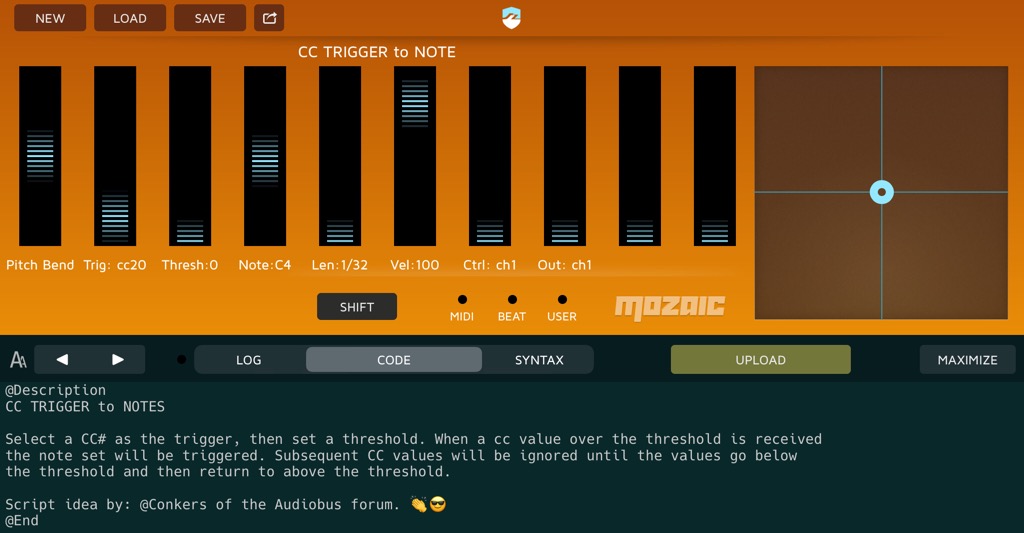 NEW LOAD SAVE
CC TRIGGER to NOTE
Pitch Bend Trig: cc20 Thresh:0 Note:C4 Len:1/32 Vel:100 Ctrl: ch1 Out: ch1
SHIFT MIDI BEAT USER mozaic
AA LOG CODE SYNTAX UPLOAD MAXIMIZE
@Description
CC TRIGGER to NOTES
Select a CC# as the trigger, then set a threshold. When a cc value over the threshold is received
the note set will be triggered. Subsequent CC values will be ignored until the values go below
the threshold and then return to above the threshold.
Script idea by: @Conkers of the Audiobus forum. 👏😎
@End